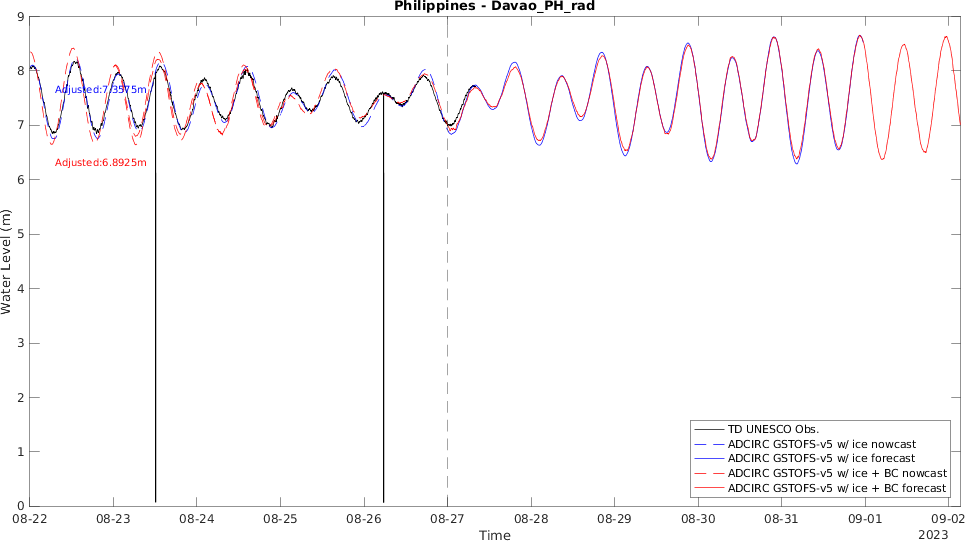 Philippines - Davao_PH_rad
9
8
7
6
5
4
3
2
1
0
Water Level (m)
Adjusted:7.3575m
Adjusted:6.8925m
TD UNESCO Obs.
ADCIRC GSTOFS-v5 w/ ice nowcast
ADCIRC GSTOFS-v5 w/ ice forecast
ADCIRC GSTOFS-v5 w/ ice + BC nowcast
ADCIRC GSTOFS-v5 w/ ice + BC forecast
08-22 08-23 08-24 08-25 08-26 08-27 08-28 08-29 08-30 08-31 09-01 09-02
Time
2023